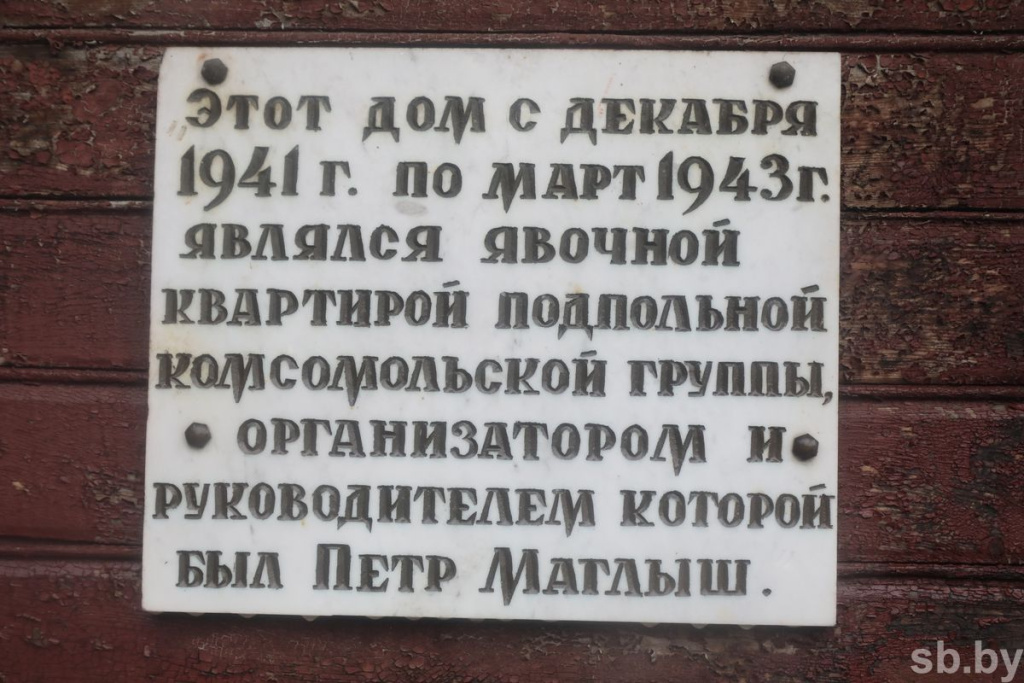 Этот дом с декабря
1941 г. по март 1943 г.
являлся явочной
квартирой подпольной
комсомольской группы,
организатором и
руководителем которой
был Петр Матлыш.
sb.by